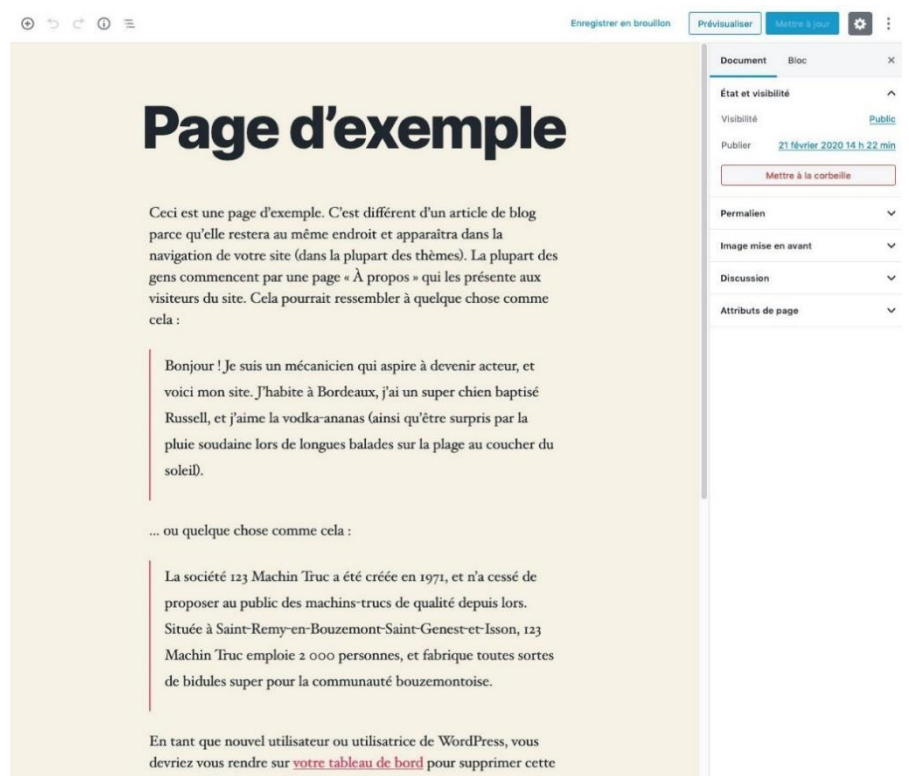 Enregistrer en brouillon
Prévisualiser
Mettre à jour
Document
Bloc
État et visibilité
Visibilité
Public
Publier
21 février 2020 14 h 22 min
Mettre à la corbeille
Permalien
Image mise en avant
Discussion
Attributs de page
Page d’exemple
Ceci est une page d’exemple. C’est différent d’un article de blog
parce qu’elle restera au même endroit et apparaîtra dans la
navigation de votre site (dans la plupart des thèmes). La plupart des
gens commencent par une page « À propos » qui les présente aux
visiteurs du site. Cela pourrait ressembler à quelque chose comme
cela :
Bonjour ! Je suis un mécanicien qui aspire à devenir acteur, et
voici mon site. J’habite à Bordeaux, j’ai un super chien baptisé
Russell, et j’aime la vodka-ananas (ainsi qu’être surpris par la
pluie soudaine lors de longues balades sur la plage au coucher du
soleil).
... ou quelque chose comme cela :
La société 123 Machin Truc a été créée en 1971, et n’a cessé de
proposer au public des machins-trucs de qualité depuis lors.
Située à Saint-Remy-en-Bouzemont-Saint-Genest-et-Isson, 123
Machin Truc emploie 2 000 personnes, et fabrique toutes sortes
de bidules super pour la communauté bouzemontoise.
En tant que nouvel utilisateur ou utilisatrice de WordPress, vous
devriez vous rendre sur votre tableau de bord pour supprimer cette